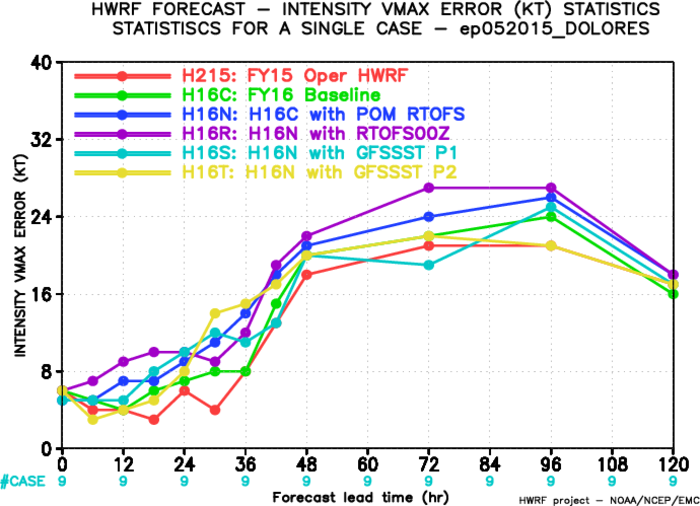 HWRF FORECAST – INTENSITY VMAX ERROR (KT) STATISTICS
STATISTISCS FOR A SINGLE CASE – ep052015_DOLORES
INTENSITY VMAX ERROR (KT)
40
32
24
16
8
0
H215: FY15 Oper HWRF
H16C: FY16 Baseline
H16N: H16C with POM RTOFS
H16R: H16N with RTOFS00Z
H16S: H16N with GFSSST P1
H16T: H16N with GFSSST P2
0 12 24 36 48 60 72 84 96 108 120
#CASE 9 9 9 9 9 9 9 9 9 9 9
Forecast lead time (hr)
HWRF project – NOAA/NCEP/EMC